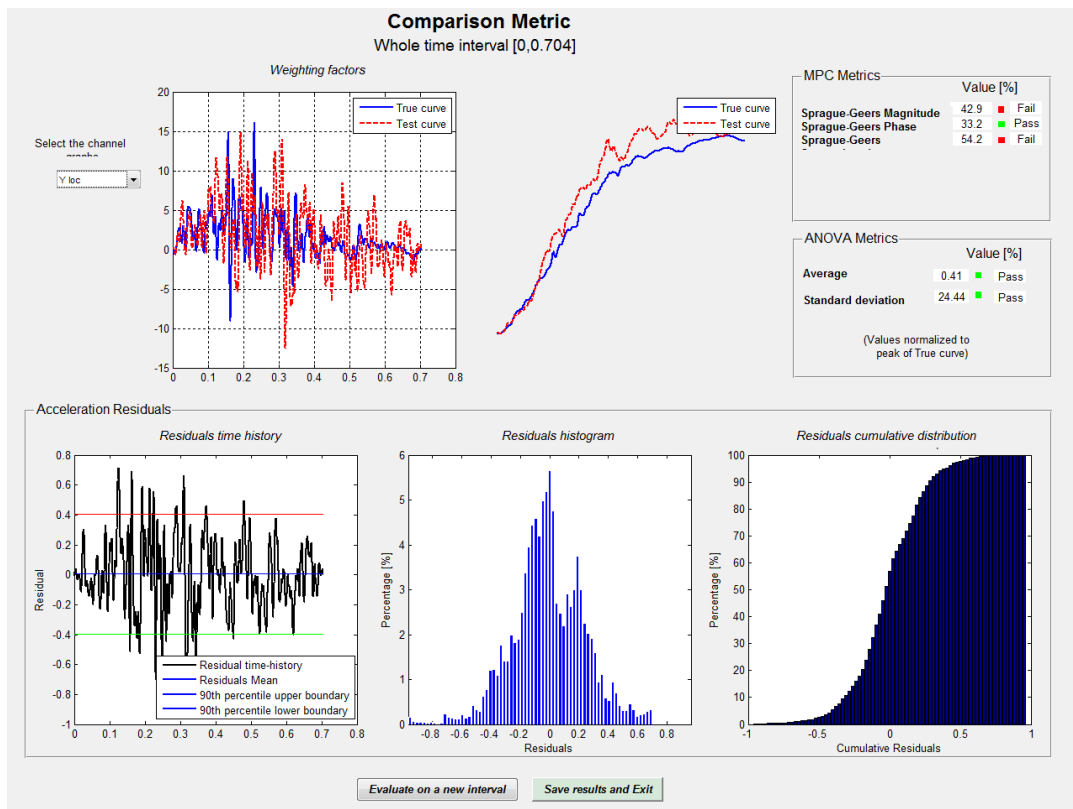 Comparison Metric
Whole time interval [0,0.704]
Weighting factors
Select the channel
Y loc
20
15
10
5
0
-5
-10
-15
0 0.1 0.2 0.3 0.4 0.5 0.6 0.7 0.8
True curve
Test curve
True curve
Test curve
MPC Metrics
Value [%]
Sprague-Geers Magnitude 42.9 Fail
Sprague-Geers Phase 33.2 Pass
Sprague-Geers 54.2 Fail
ANOVA Metrics
Value [%]
Average 0.41 Pass
Standard deviation 24.44 Pass
(Values normalized to
peak of True curve)
Acceleration Residuals
Residuals time history
Residual
0.8
0.6
0.4
0.2
0
-0.2
-0.4
-0.6
-0.8
-1
0 0.1 0.2 0.3 0.4 0.5 0.6 0.7 0.8
Residual time-history
Residuals Mean
90th percentile upper boundary
90th percentile lower boundary
Residuals histogram
Percentage [%]
6
5
4
3
2
1
0
-0.8 -0.6 -0.4 -0.2 0 0.2 0.4 0.6 0.8
Residuals
Residuals cumulative distribution
Percentage [%]
100
90
80
70
60
50
40
30
20
10
0
-1 -0.5 0 0.5 1
Cumulative Residuals
Evaluate on a new interval
Save results and Exit